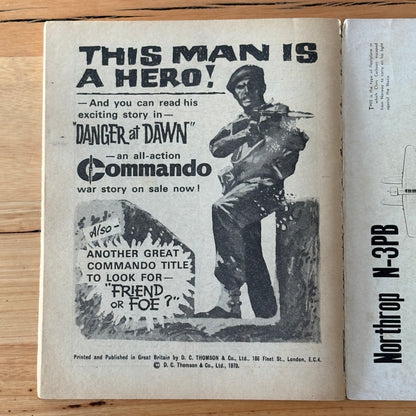 THIS MAN IS
A HERO!
—And you can read his
exciting story in—
"DANGER at DAWN"
—an all-action
Commando
war story on sale now!
Also—
ANOTHER GREAT
COMMANDO TITLE
TO LOOK FOR—
"FRIEND
OR FOE?"
Printed and Published in Great Britain by D. C. THOMSON & Co., Ltd., 186 Fleet St., London, E.C.4.
© D. C. Thomson & Co., Ltd., 1970.
Northrop N-3PB